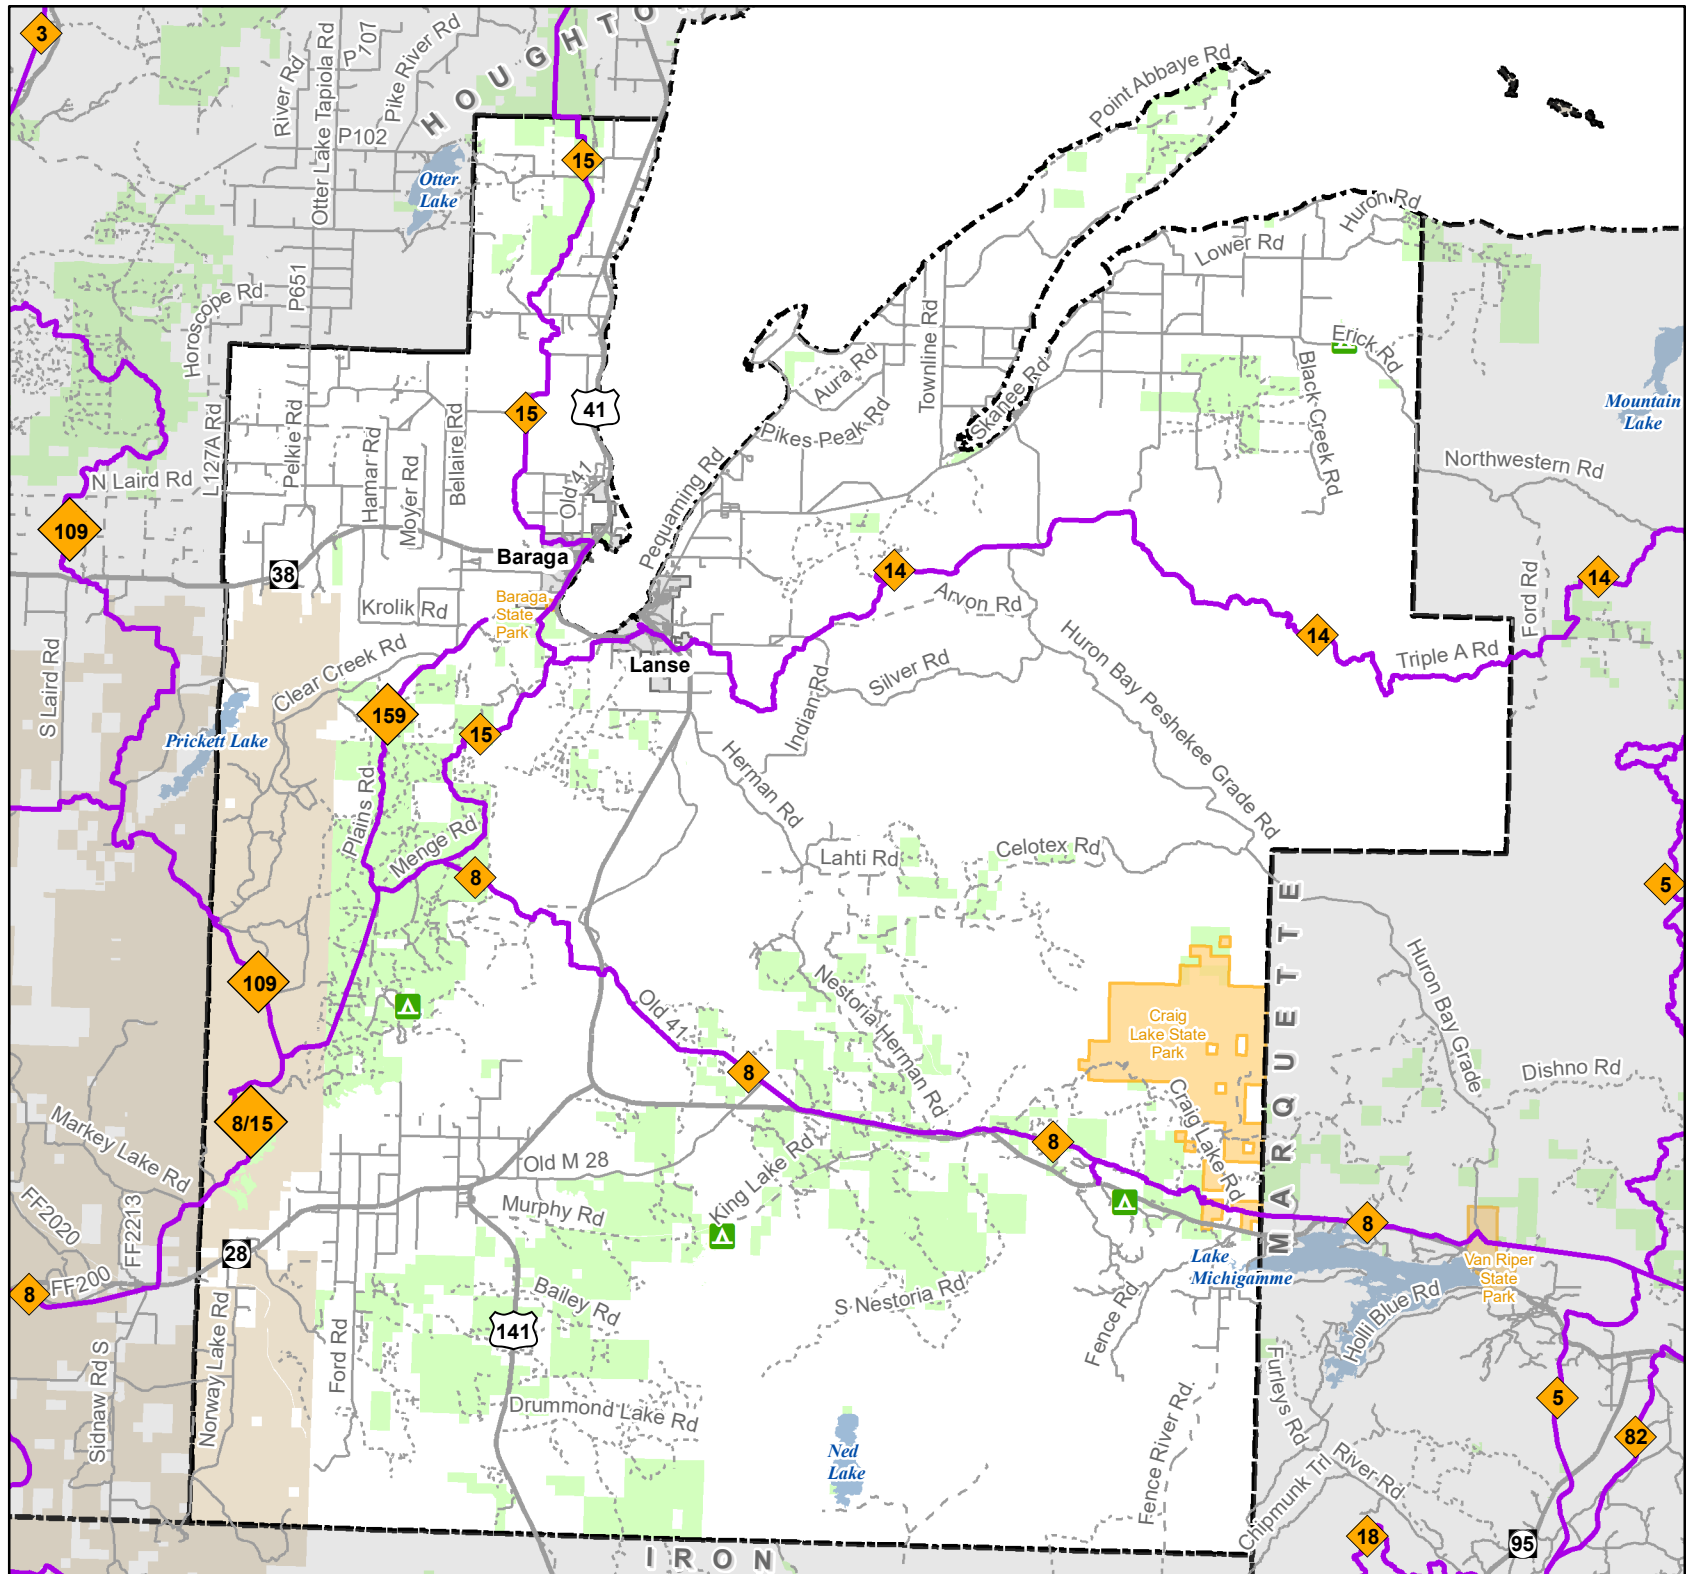 3
HOUGHTO
River Rd
Otter Lake Tapiola Rd
P 107
Pike River Rd
P102
Otter
Lake
15
Point Abbaye Rd
Huron Rd
Lower Rd
Horoscope Rd
P651
Erick Rd
Mountain
Lake
Townline Rd
Aura Rd
Skanee Rd
Black Creek Rd
Pikes Peak Rd
15
41
L127A Rd
Pelkie Rd
Hamar Rd
Moyer Rd
Bellaire Rd
Old 41
Pequaming Rd
N Laird Rd
Northwestern Rd
109
Baraga
38
Krolik Rd
Baraga
State
Park
14
Arvon Rd
Ford Rd
14
14
Triple A Rd
Lanse
Clear Creek Rd
S Laird Rd
Silver Rd
Indian Rd
Huron Bay Peshekee Grade Rd
159
15
Prickett Lake
Herman Rd
Plains Rd
Menge Rd
Lahti Rd
Celotex Rd
8
5
MARQUETTE
109
Old 41
Nestoria Herman Rd
Craig
Lake State
Park
Huron Bay Grade
8
Dishno Rd
8/15
Markey Lake Rd
8
Craig Lake Rd
Old M 28
King Lake Rd
Murphy Rd
FF2020
FF2213
28
8
Lake
Michigamme
Van Riper
State
Park
8
FF200
Bailey Rd
S Nestoria Rd
Fence Rd
Holli Blue Rd
141
Sidnaw Rd S
Norway Lake Rd
Ford Rd
Furleys Rd
5
82
Drummond Lake Rd
Ned
Lake
Fence River Rd
Chipmunk Trl
River Rd
18
95
IRON